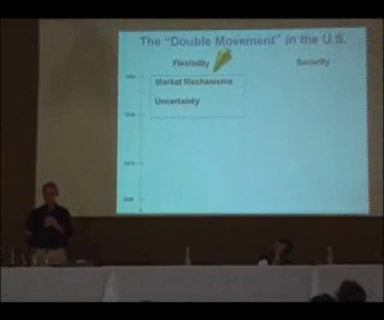 The "Double Movement" in the U.S.
Flexibility
Security
Market Mechanisms
Uncertainty